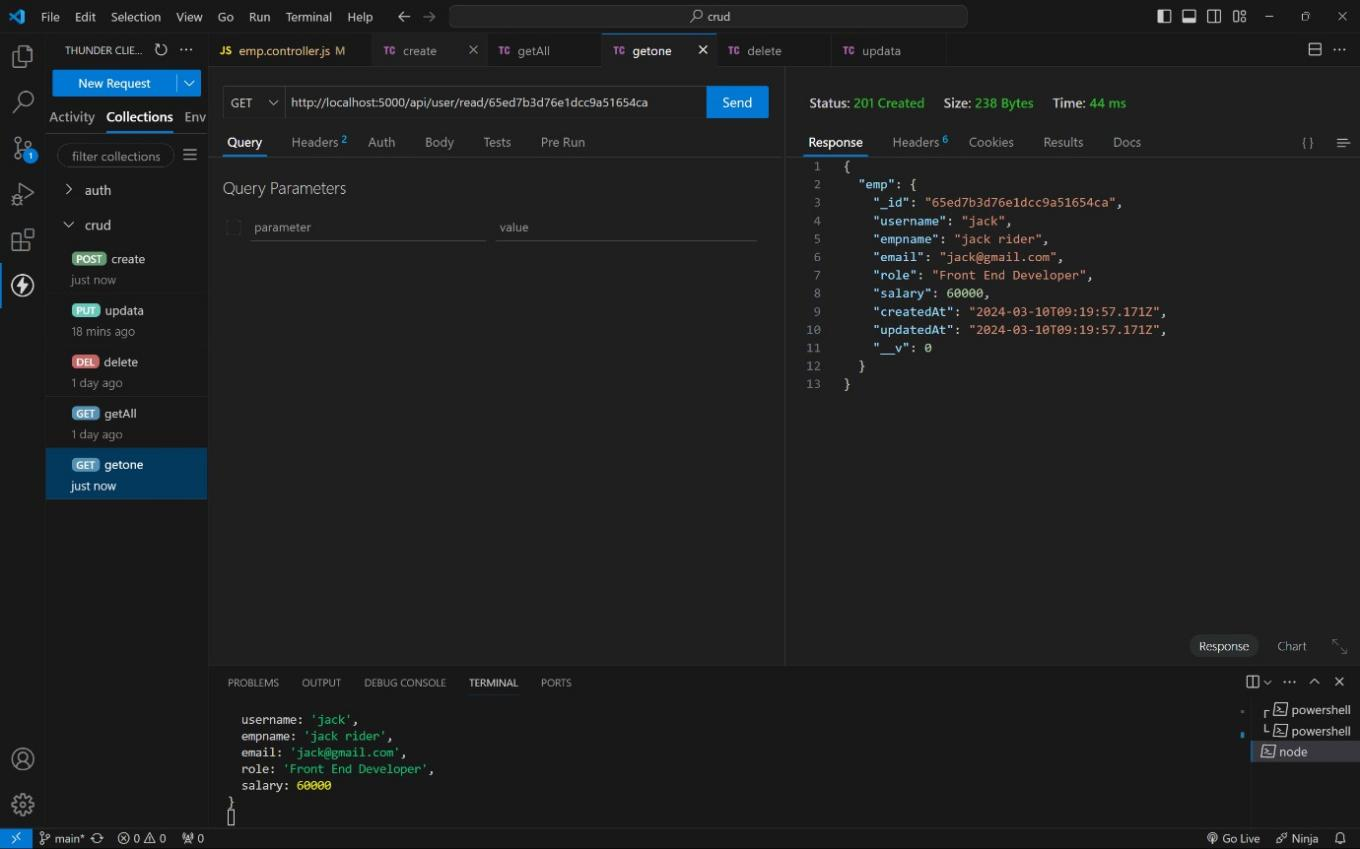 File Edit Selection View Go Run Terminal Help crud
THUNDER CLIE... JS emp.controller.js M TC create TC getAll TC getone TC delete TC updata
New Request
Activity Collections Env
filter collections
auth
crud
POST create
just now
PUT updata
18 mins ago
DEL delete
1 day ago
GET getAll
1 day ago
GET getone
just now
GET http://localhost:5000/api/user/read/65ed7b3d76e1dcc9a51654ca Send
Query Headers 2 Auth Body Tests Pre Run
Query Parameters
parameter value
Status: 201 Created Size: 238 Bytes Time: 44 ms
Response Headers 6 Cookies Results Docs { }
1 {
2 "emp": {
3 "_id": "65ed7b3d76e1dcc9a51654ca",
4 "username": "jack",
5 "empname": "jack rider",
6 "email": "jack@gmail.com",
7 "role": "Front End Developer",
8 "salary": 60000,
9 "createdAt": "2024-03-10T09:19:57.171Z",
10 "updatedAt": "2024-03-10T09:19:57.171Z",
11 "__v": 0
12 }
13 }
Response Chart
PROBLEMS OUTPUT DEBUG CONSOLE TERMINAL PORTS
username: 'jack',
empname: 'jack rider',
email: 'jack@gmail.com',
role: 'Front End Developer',
salary: 60000
}
powershell
powershell
node
1
main* 0 0 0 Go Live Ninja